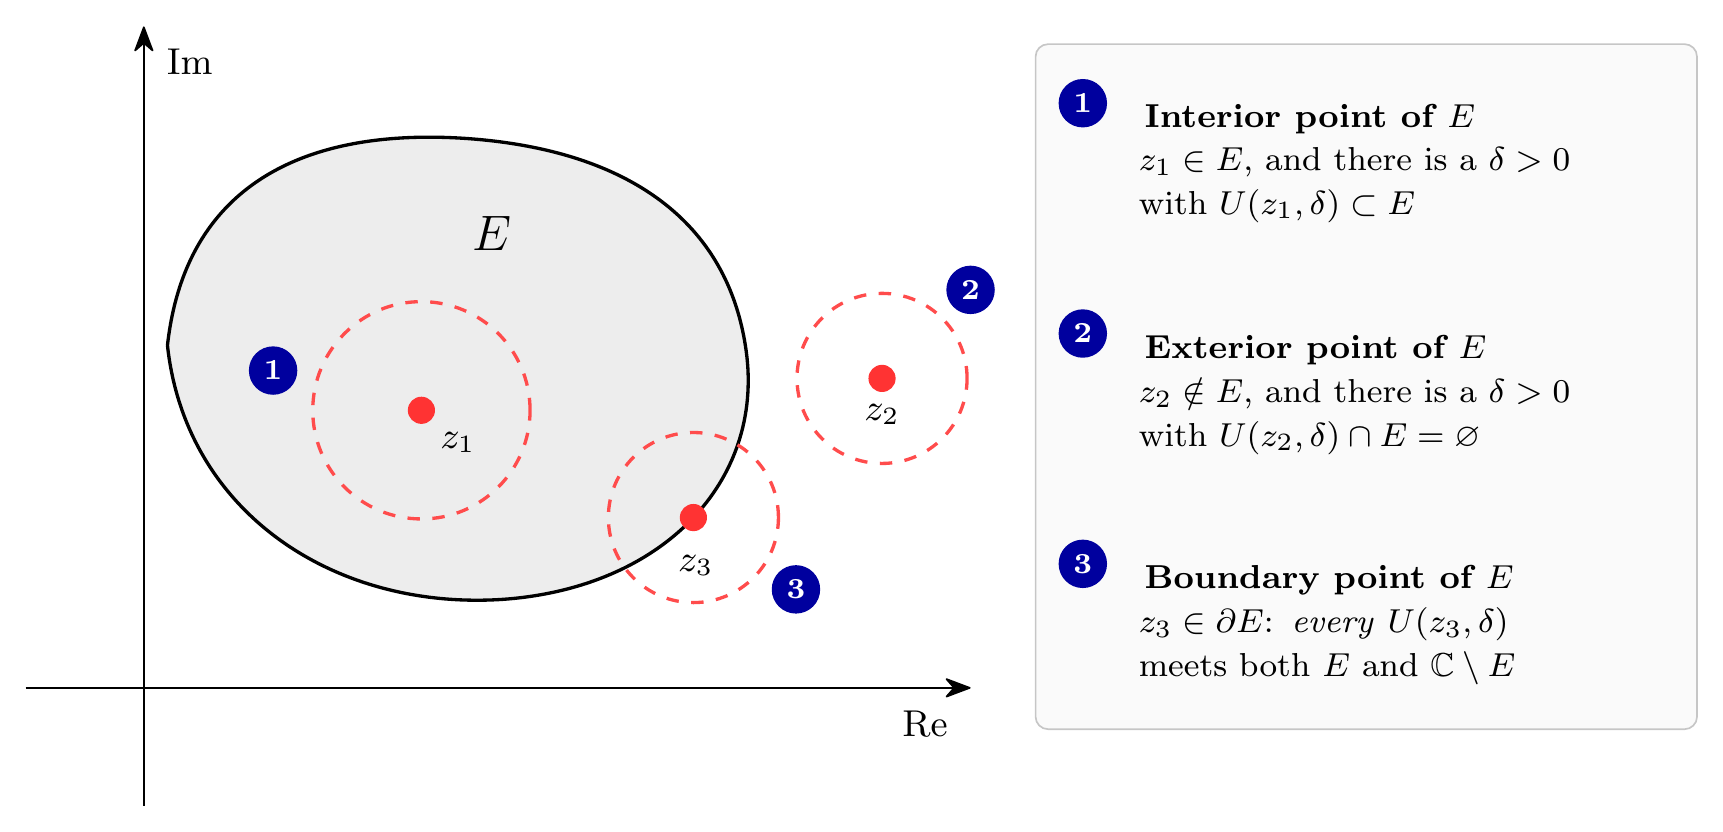 Im
E
1
z₁
2
z₂
z₃
3
Re
1
Interior point of E
z₁ ∈ E, and there is a δ > 0
with U(z₁, δ) ⊂ E
2
Exterior point of E
z₂ ∉ E, and there is a δ > 0
with U(z₂, δ) ∩ E = ∅
3
Boundary point of E
z₃ ∈ ∂E: every U(z₃, δ)
meets both E and ℂ \ E